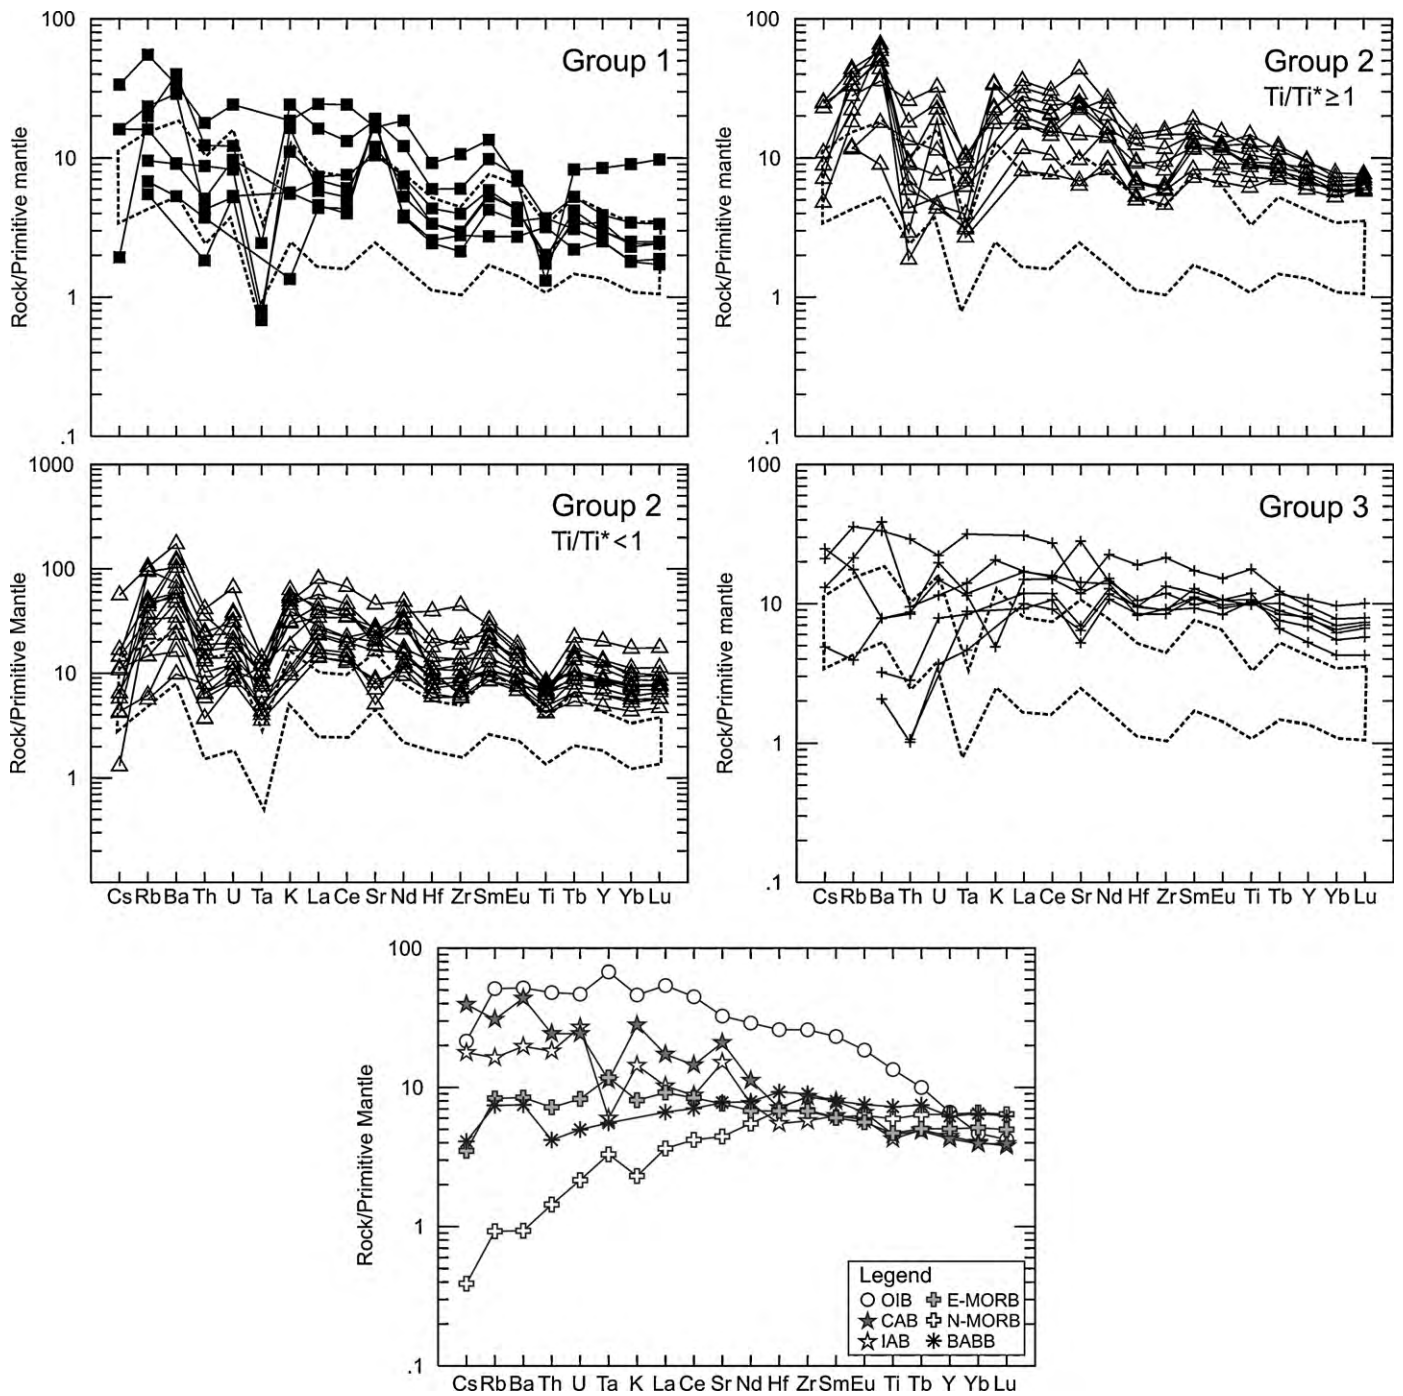 100
10
1
.1
Rock/Primitive mantle
Group 1
100
10
1
.1
Rock/Primitive mantle
Group 2
Ti/Ti*≥1
1000
100
10
1
Rock/Primitive Mantle
Group 2
Ti/Ti*<1
Cs Rb Ba Th U Ta K La Ce Sr Nd Hf Zr Sm Eu Ti Tb Y Yb Lu
100
10
1
.1
Rock/Primitive mantle
Group 3
Cs Rb Ba Th U Ta K La Ce Sr Nd Hf Zr Sm Eu Ti Tb Y Yb Lu
100
10
1
.1
Rock/Primitive Mantle
Legend
OIB E-MORB
CAB N-MORB
IAB BABB
Cs Rb Ba Th U Ta K La Ce Sr Nd Hf Zr Sm Eu Ti Tb Y Yb Lu